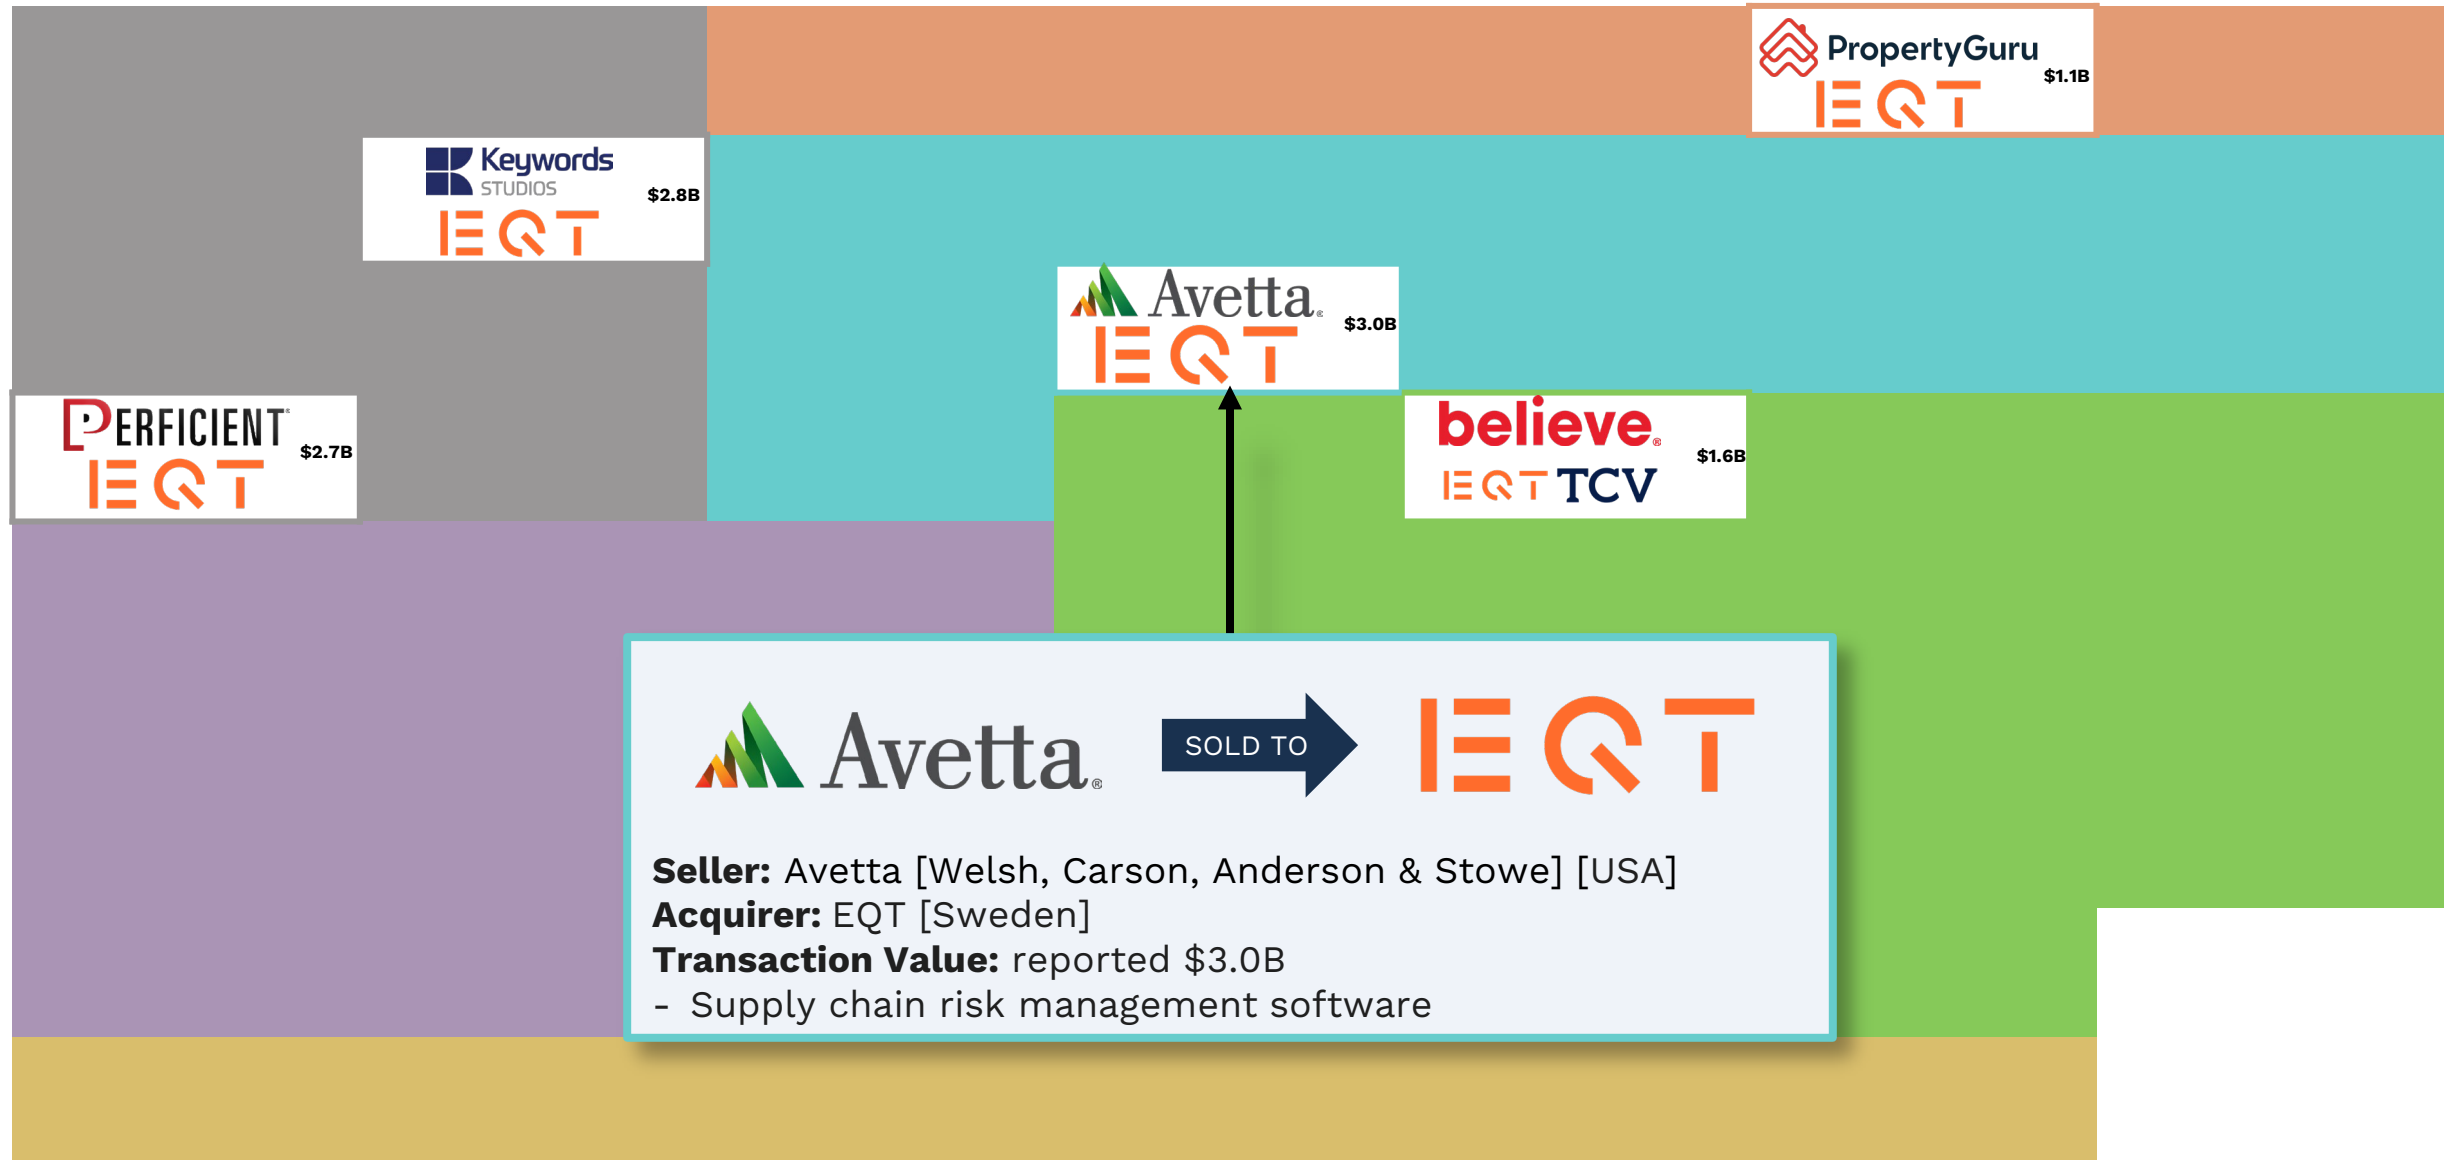 PropertyGuru
$1.1B
EQT
Keywords
STUDIOS
$2.8B
EQT
Avetta®
$3.0B
EQT
PERFICIENT®
$2.7B
EQT
believe®
$1.6B
EQT TCV
Avetta®
SOLD TO
EQT
Seller: Avetta [Welsh, Carson, Anderson & Stowe] [USA]
Acquirer: EQT [Sweden]
Transaction Value: reported $3.0B
- Supply chain risk management software